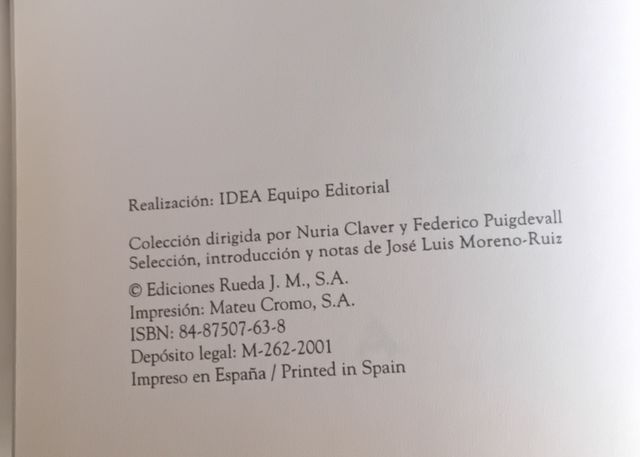 Realización: IDEA Equipo Editorial
Colección dirigida por Nuria Claver y Federico Puigdevall
Selección, introducción y notas de José Luis Moreno-Ruiz
© Ediciones Rueda J. M., S.A.
Impresión: Mateu Cromo, S.A.
ISBN: 84-87507-63-8
Depósito legal: M-262-2001
Impreso en España / Printed in Spain